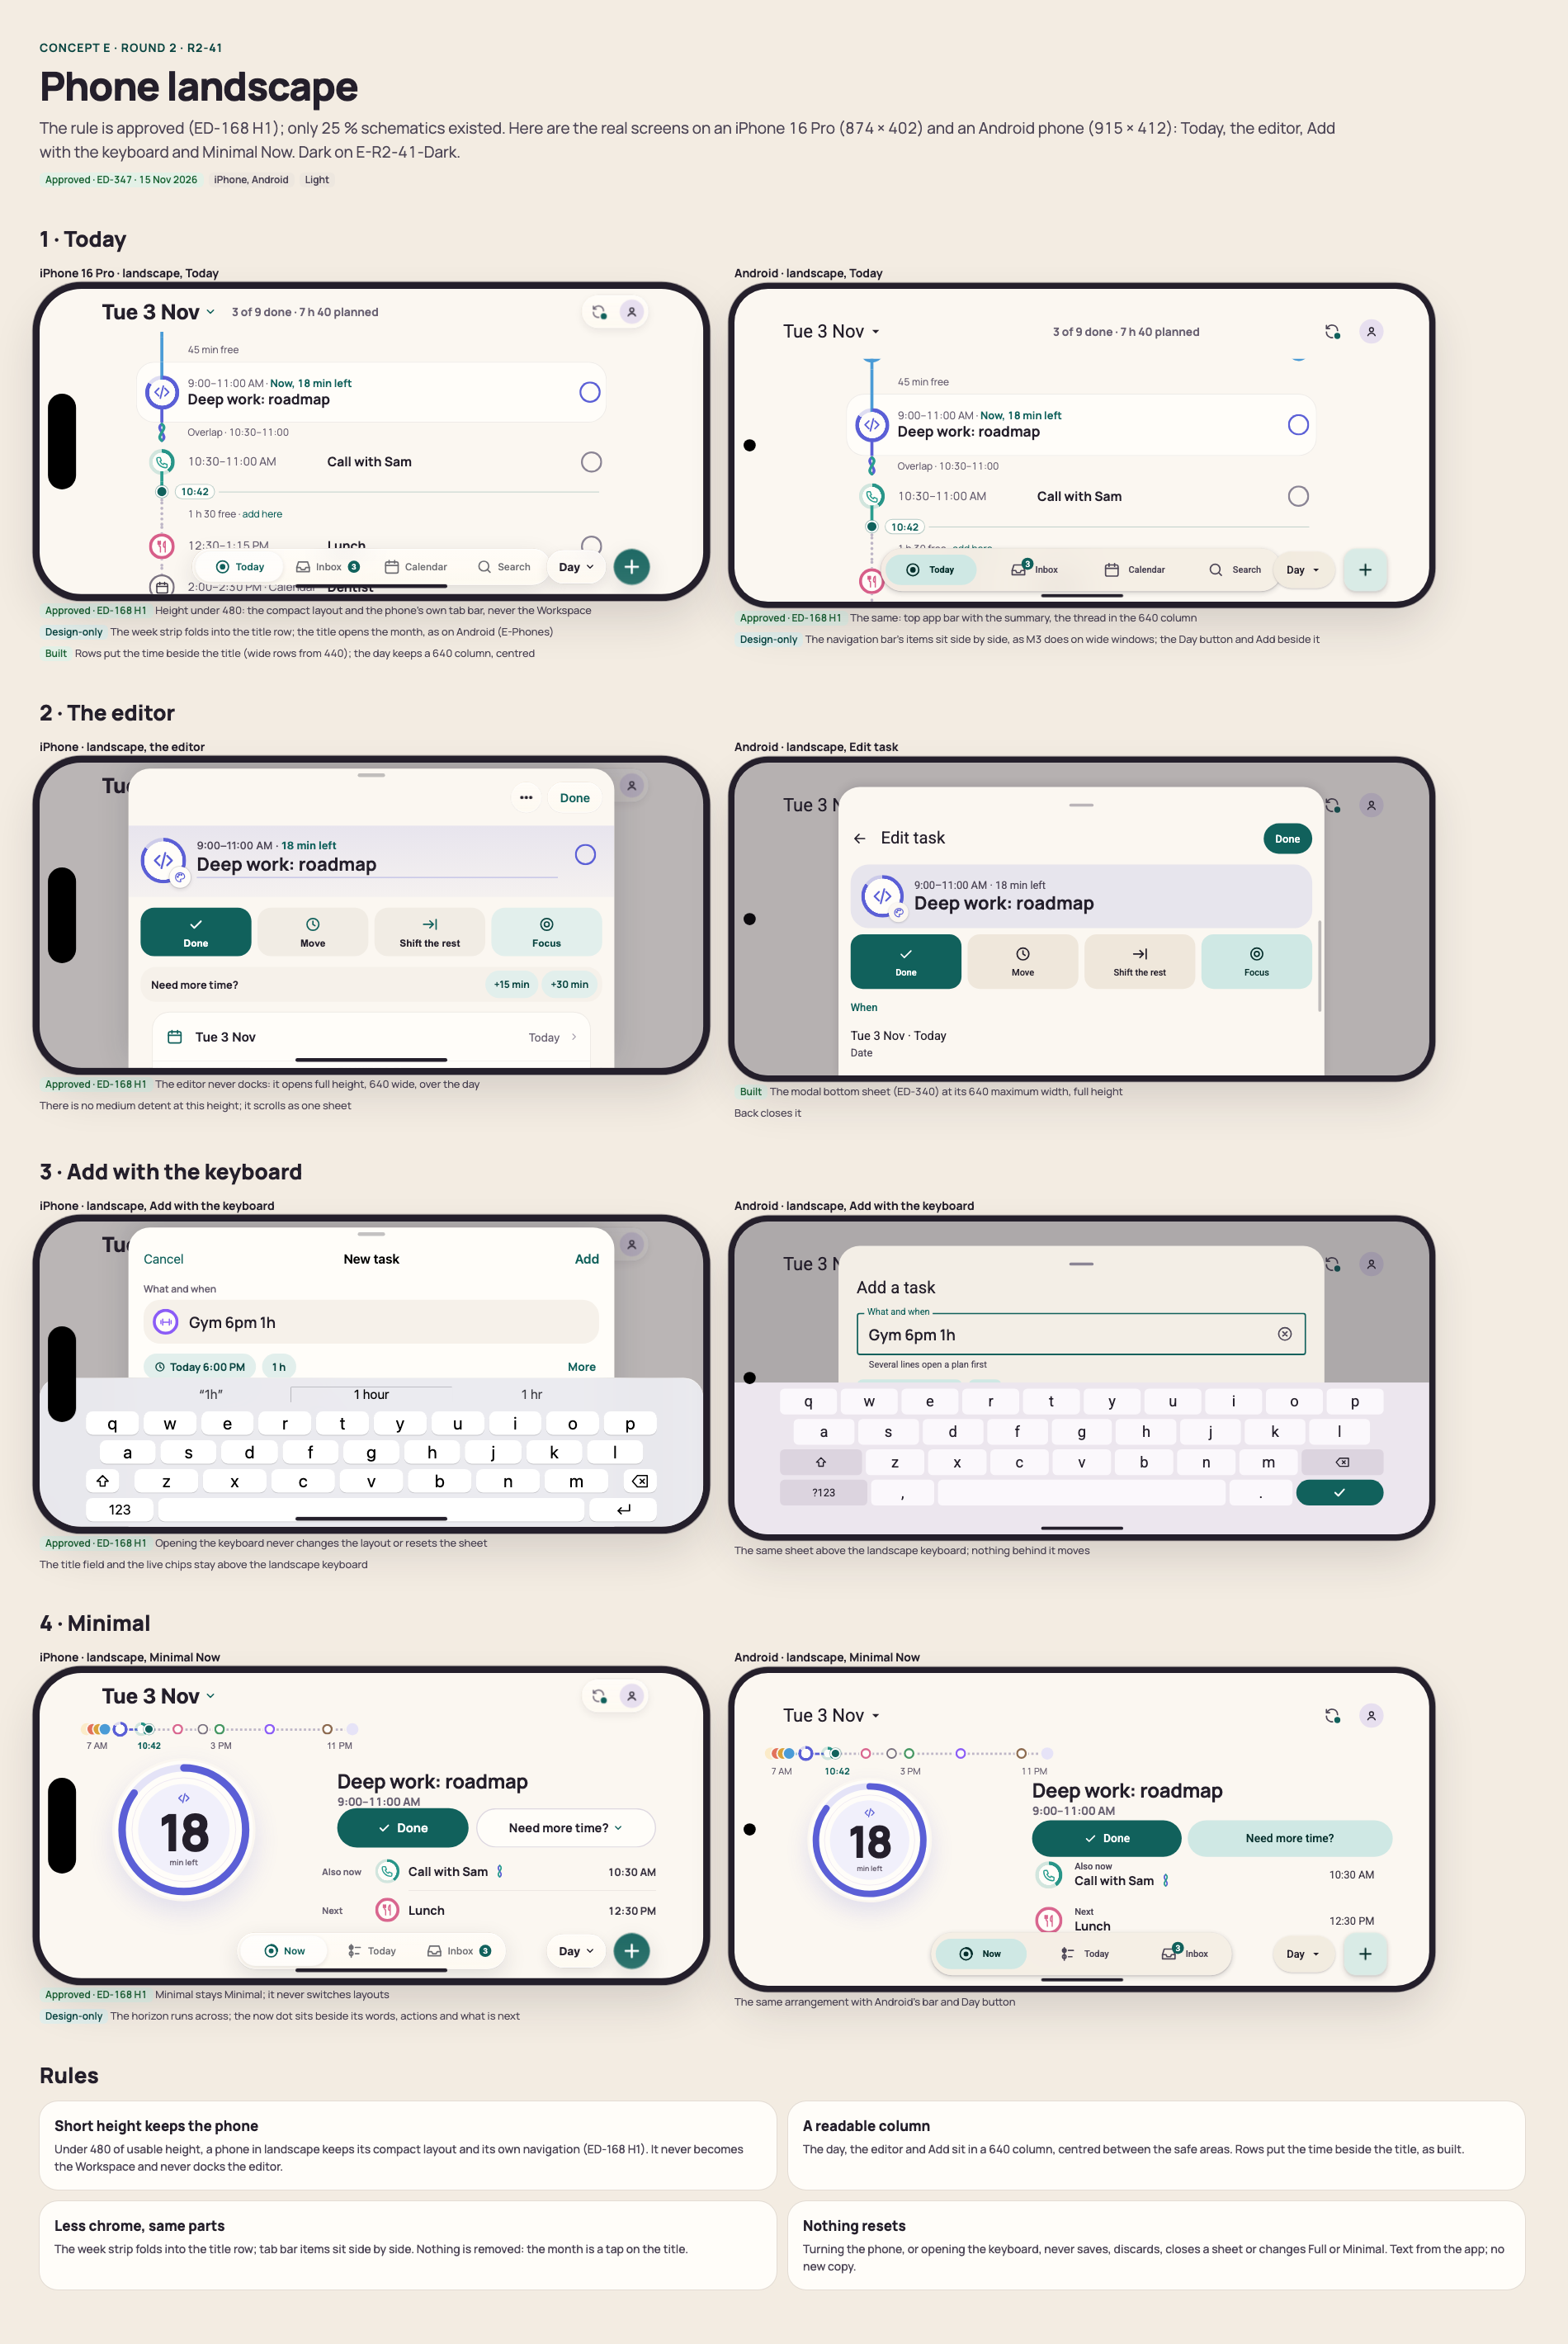 CONCEPT E · ROUND 2 · R2-41
Phone landscape
The rule is approved (ED-168 H1); only 25 % schematics existed. Here are the real screens on an iPhone 16 Pro (874 × 402) and an Android phone (915 × 412): Today, the editor, Add
with the keyboard and Minimal Now. Dark on E-R2-41-Dark.
Approved · ED-347 · 15 Nov 2026 iPhone, Android Light
1 · Today
iPhone 16 Pro · landscape, Today
Tue 3 Nov 3 of 9 done · 7 h 40 planned
45 min free
9:00–11:00 AM · Now, 18 min left
Deep work: roadmap
Overlap · 10:30–11:00
10:30–11:00 AM Call with Sam
10:42
1 h 30 free · add here
12:30–1:15 PM Lunch
Today Inbox 3 Calendar Search Day
2:00–2:30 PM · Calendar Dentist
Approved · ED-168 H1 Height under 480: the compact layout and the phone's own tab bar, never the Workspace
Design-only The week strip folds into the title row; the title opens the month, as on Android (E-Phones)
Built Rows put the time beside the title (wide rows from 440); the day keeps a 640 column, centred
Android · landscape, Today
Tue 3 Nov 3 of 9 done · 7 h 40 planned
45 min free
9:00–11:00 AM · Now, 18 min left
Deep work: roadmap
Overlap · 10:30–11:00
10:30–11:00 AM Call with Sam
10:42
1 h 30 free · add here
Today 3 Inbox Calendar Search Day
Approved · ED-168 H1 The same: top app bar with the summary, the thread in the 640 column
Design-only The navigation bar's items sit side by side, as M3 does on wide windows; the Day button and Add beside it
2 · The editor
iPhone · landscape, the editor
Tue
Done
9:00–11:00 AM · 18 min left
Deep work: roadmap
Done Move Shift the rest Focus
Need more time? +15 min +30 min
Tue 3 Nov Today
Approved · ED-168 H1 The editor never docks: it opens full height, 640 wide, over the day
There is no medium detent at this height; it scrolls as one sheet
Android · landscape, Edit task
Tue 3 N
Edit task Done
9:00–11:00 AM · 18 min left
Deep work: roadmap
Done Move Shift the rest Focus
When
Tue 3 Nov · Today
Date
Built The modal bottom sheet (ED-340) at its 640 maximum width, full height
Back closes it
3 · Add with the keyboard
iPhone · landscape, Add with the keyboard
Tue
Cancel New task Add
What and when
Gym 6pm 1h
Today 6:00 PM 1 h More
"1h" 1 hour 1 hr
q w e r t y u i o p
a s d f g h j k l
z x c v b n m
123
Approved · ED-168 H1 Opening the keyboard never changes the layout or resets the sheet
The title field and the live chips stay above the landscape keyboard
Android · landscape, Add with the keyboard
Tue 3 N
Add a task
What and when
Gym 6pm 1h
Several lines open a plan first
q w e r t y u i o p
a s d f g h j k l
z x c v b n m
?123 , .
The same sheet above the landscape keyboard; nothing behind it moves
4 · Minimal
iPhone · landscape, Minimal Now
Tue 3 Nov
7 AM 10:42 3 PM 11 PM
18
min left
Deep work: roadmap
9:00–11:00 AM
Done Need more time?
Also now Call with Sam 10:30 AM
Next Lunch 12:30 PM
Now Today Inbox 3 Day
Approved · ED-168 H1 Minimal stays Minimal; it never switches layouts
Design-only The horizon runs across; the now dot sits beside its words, actions and what is next
Android · landscape, Minimal Now
Tue 3 Nov
7 AM 10:42 3 PM 11 PM
18
min left
Deep work: roadmap
9:00–11:00 AM
Done Need more time?
Also now
Call with Sam 10:30 AM
Next
Lunch 12:30 PM
Now Today 3 Inbox Day
The same arrangement with Android's bar and Day button
Rules
Short height keeps the phone
Under 480 of usable height, a phone in landscape keeps its compact layout and its own navigation (ED-168 H1). It never becomes
the Workspace and never docks the editor.
A readable column
The day, the editor and Add sit in a 640 column, centred between the safe areas. Rows put the time beside the title, as built.
Less chrome, same parts
The week strip folds into the title row; tab bar items sit side by side. Nothing is removed: the month is a tap on the title.
Nothing resets
Turning the phone, or opening the keyboard, never saves, discards, closes a sheet or changes Full or Minimal. Text from the app; no
new copy.